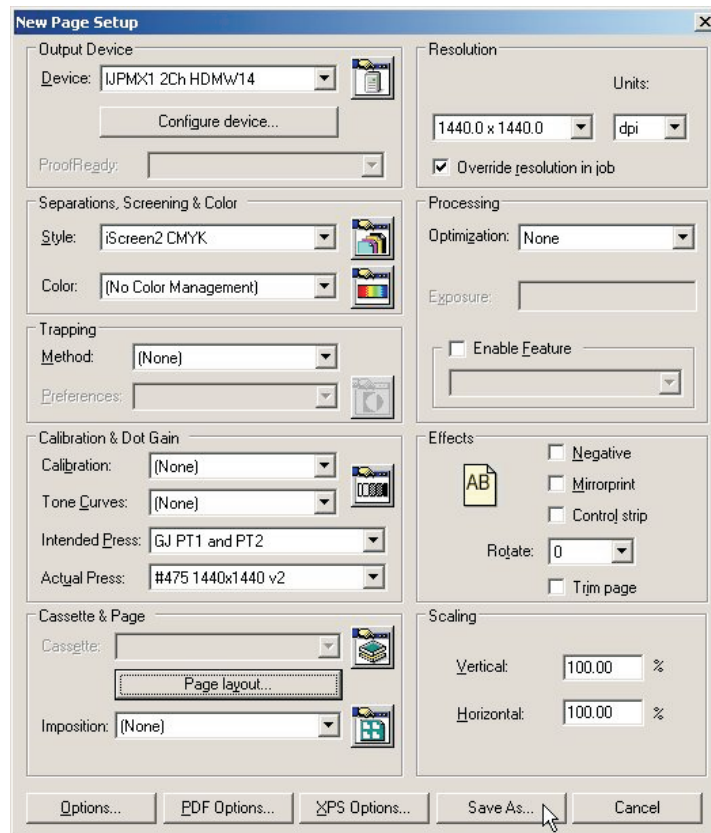 New Page Setup
Output Device
Device: IJPMX1 2Ch HDMW14
Configure device...
ProofReady:
Resolution
Units:
1440.0 x 1440.0 dpi
Override resolution in job
Separations, Screening & Color
Style: iScreen2 CMYK
Color: (No Color Management)
Processing
Optimization: None
Exposure:
Enable Feature
Trapping
Method: (None)
Preferences:
Calibration & Dot Gain
Calibration: (None)
Tone Curves: (None)
Intended Press: GJ PT1 and PT2
Actual Press: #475 1440x1440 v2
Effects
AB
Negative
Mirrorprint
Control strip
Rotate: 0
Trim page
Cassette & Page
Cassette:
Page layout...
Imposition: (None)
Scaling
Vertical: 100.00 %
Horizontal: 100.00 %
Options... PDF Options... XPS Options... Save As... Cancel